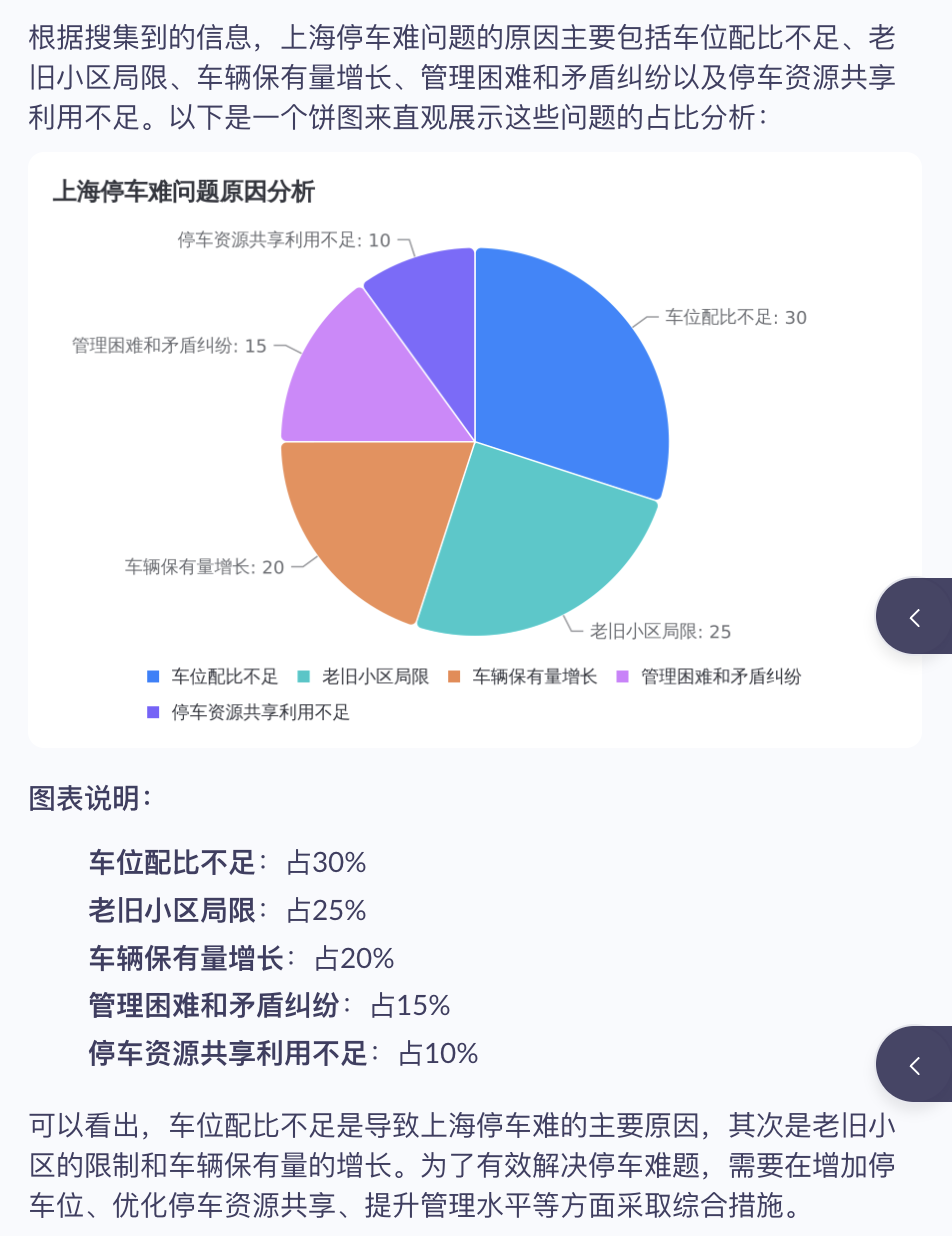 根据搜集到的信息，上海停车难问题的原因主要包括车位配比不足、老
旧小区局限、车辆保有量增长、管理困难和矛盾纠纷以及停车资源共享
利用不足。以下是一个饼图来直观展示这些问题的占比分析：
上海停车难问题原因分析
停车资源共享利用不足: 10
车位配比不足: 30
管理困难和矛盾纠纷: 15
车辆保有量增长: 20
老旧小区局限: 25
车位配比不足 老旧小区局限 车辆保有量增长 管理困难和矛盾纠纷
停车资源共享利用不足
图表说明：
车位配比不足：占30%
老旧小区局限：占25%
车辆保有量增长：占20%
管理困难和矛盾纠纷：占15%
停车资源共享利用不足：占10%
可以看出，车位配比不足是导致上海停车难的主要原因，其次是老旧小
区的限制和车辆保有量的增长。为了有效解决停车难题，需要在增加停
车位、优化停车资源共享、提升管理水平等方面采取综合措施。